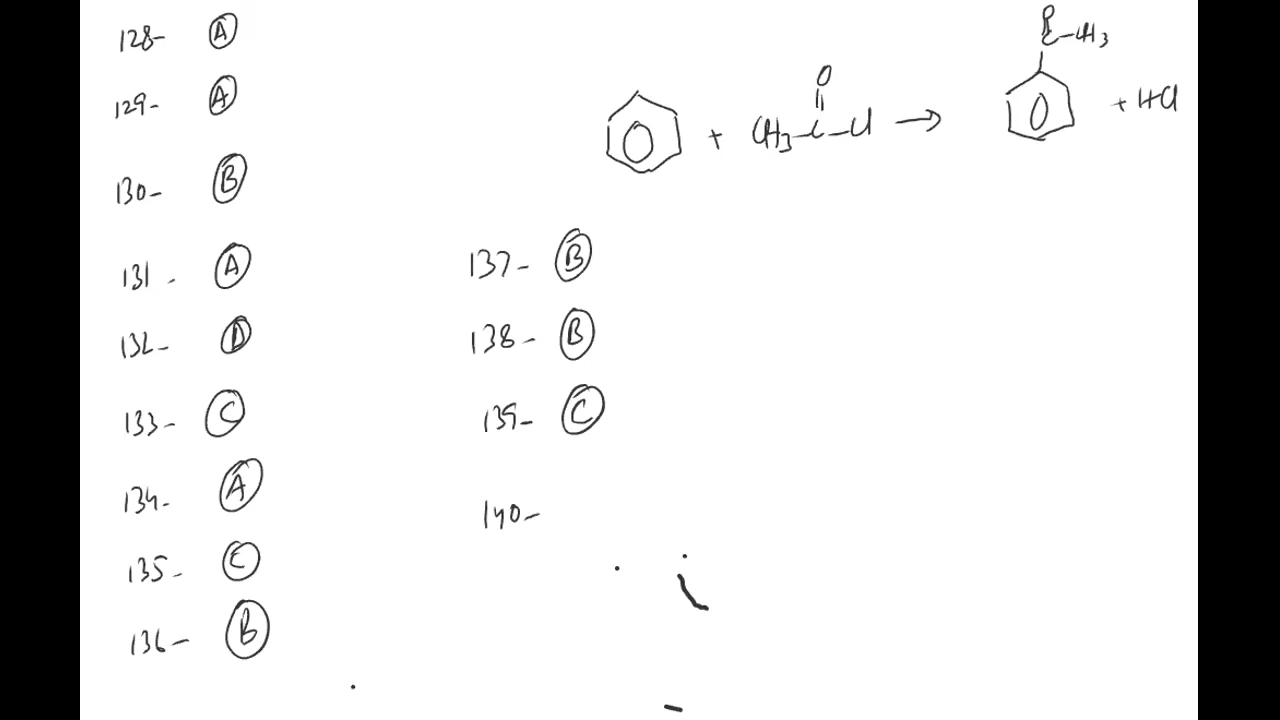 128- A
129- A
130- B
131- A
132- D
133- C
134- A
135- C
136- B
137- B
138- B
139- C
140-
O
+ CH3-C-Cl →
O
C-CH3
+ HCl